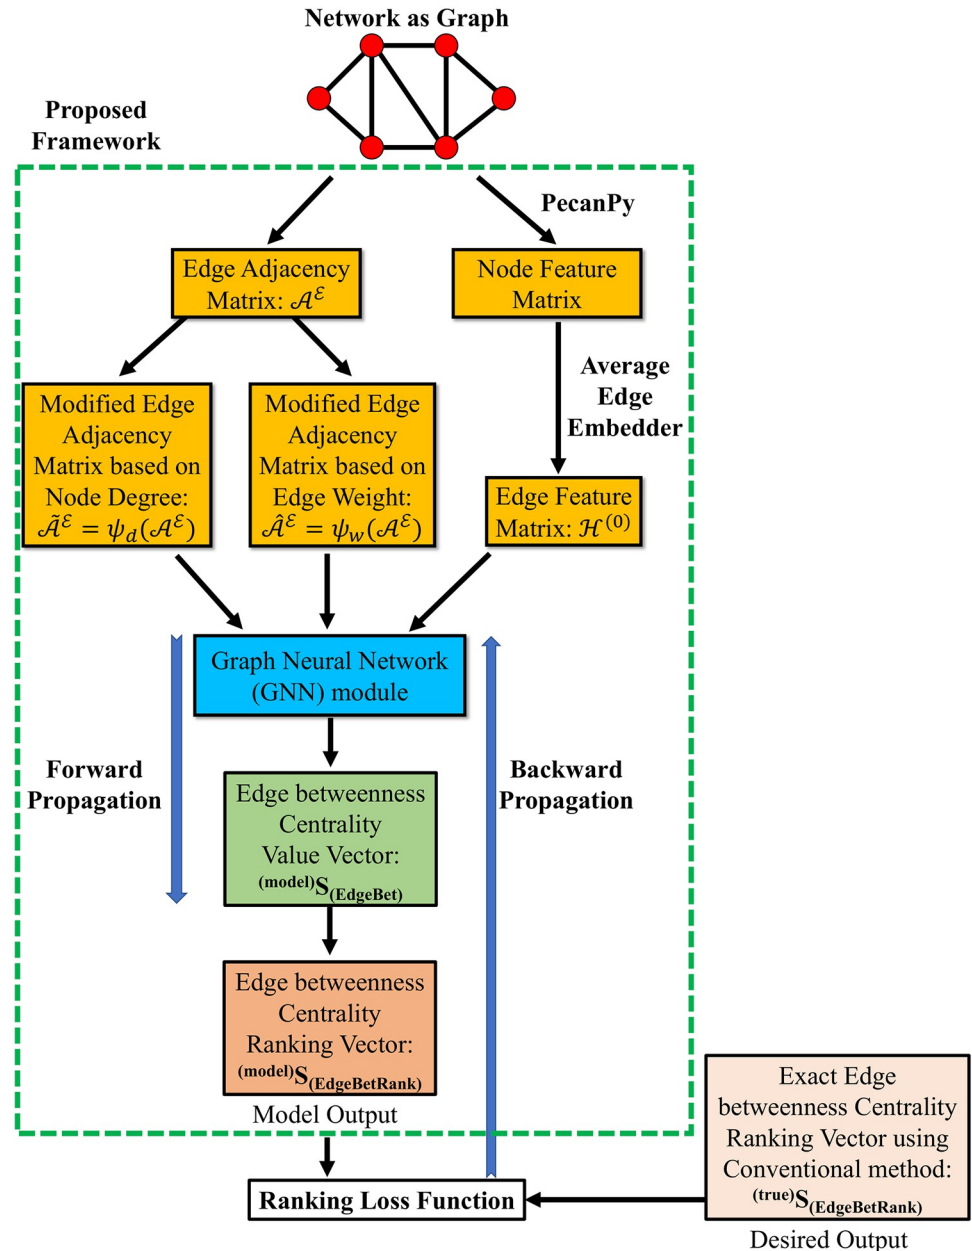 Network as Graph
Proposed
Framework
PecanPy
Edge Adjacency
Matrix: 𝒜^ℰ
Node Feature
Matrix
Average
Edge
Embedder
Modified Edge
Adjacency
Matrix based on
Node Degree:
𝒜̃^ℰ = ψ_d(𝒜^ℰ)
Modified Edge
Adjacency
Matrix based on
Edge Weight:
𝒜̂^ℰ = ψ_w(𝒜^ℰ)
Edge Feature
Matrix: ℋ^(0)
Graph Neural Network
(GNN) module
Forward
Propagation
Backward
Propagation
Edge betweenness
Centrality
Value Vector:
(model)S(EdgeBet)
Edge betweenness
Centrality
Ranking Vector:
(model)S(EdgeBetRank)
Model Output
Exact Edge
betweenness Centrality
Ranking Vector using
Conventional method:
(true)S(EdgeBetRank)
Ranking Loss Function
Desired Output